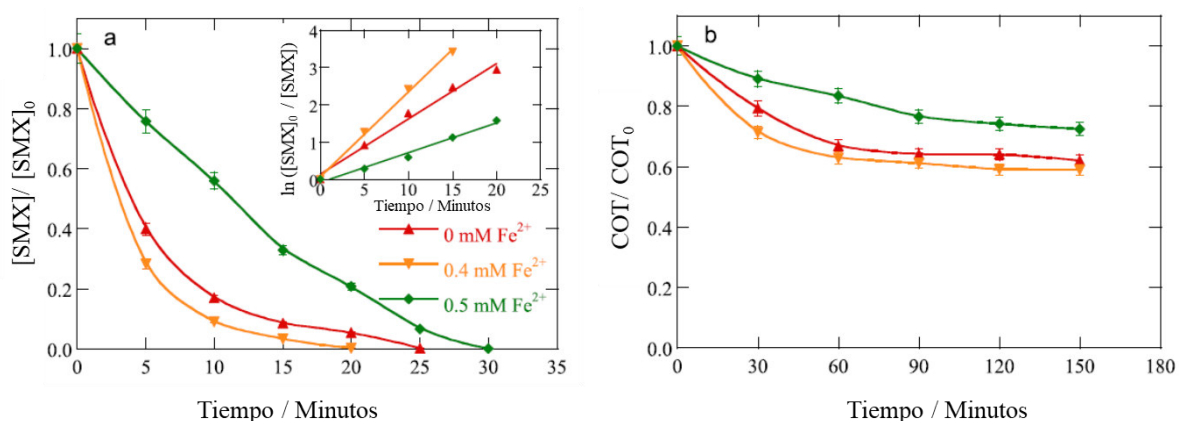 a
[SMX]/ [SMX]0
1.0
0.8
0.6
0.4
0.2
0.0
0 5 10 15 20 25 30 35
Tiempo / Minutos
ln ([SMX]0 / [SMX])
4
3
2
1
0
0 5 10 15 20 25
Tiempo / Minutos
0 mM Fe2+
0.4 mM Fe2+
0.5 mM Fe2+
b
COT/ COT0
1.0
0.8
0.6
0.4
0.2
0.0
0 30 60 90 120 150 180
Tiempo / Minutos